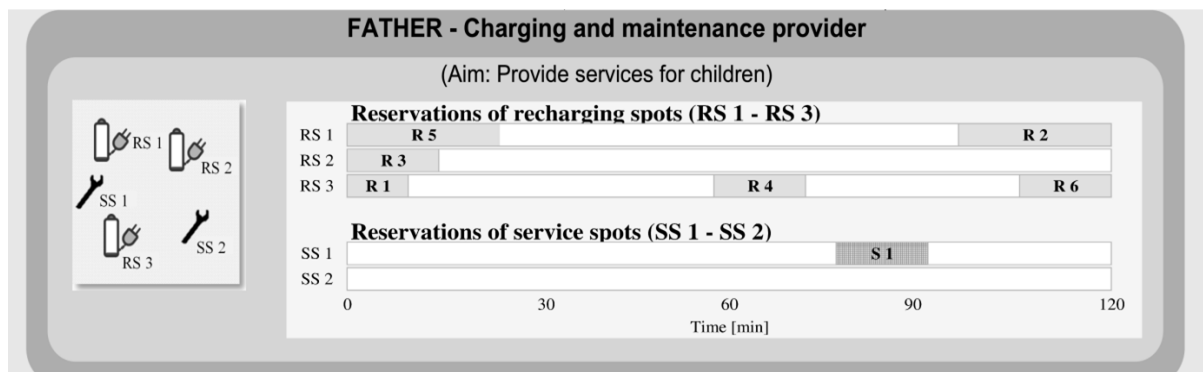 FATHER - Charging and maintenance provider
(Aim: Provide services for children)
RS 1
RS 2
SS 1
SS 2
RS 3
Reservations of recharging spots (RS 1 - RS 3)
RS 1 R 5 R 2
RS 2 R 3
RS 3 R 1 R 4 R 6
Reservations of service spots (SS 1 - SS 2)
SS 1 S 1
SS 2
0 30 60 90 120
Time [min]